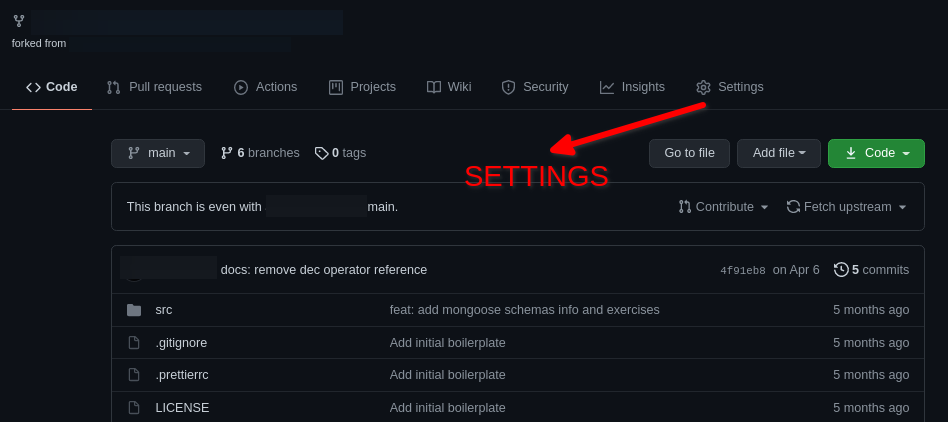 forked from
Code Pull requests Actions Projects Wiki Security Insights Settings
main 6 branches 0 tags Go to file Add file Code
SETTINGS
This branch is even with main. Contribute Fetch upstream
docs: remove dec operator reference 4f91eb8 on Apr 6 5 commits
src feat: add mongoose schemas info and exercises 5 months ago
.gitignore Add initial boilerplate 5 months ago
.prettierrc Add initial boilerplate 5 months ago
LICENSE Add initial boilerplate 5 months ago